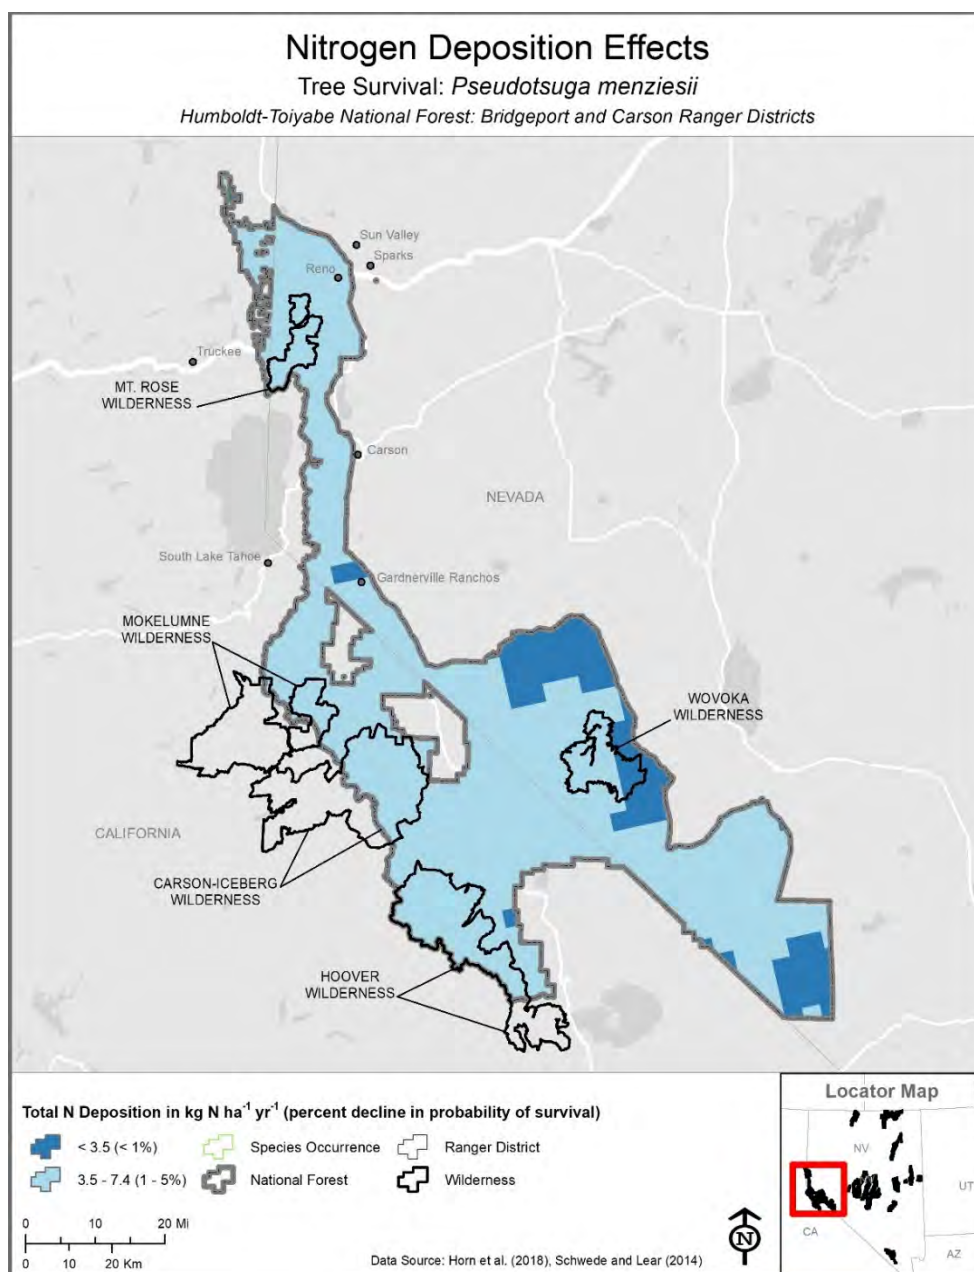 Nitrogen Deposition Effects
Tree Survival: Pseudotsuga menziesii
Humboldt-Toiyabe National Forest: Bridgeport and Carson Ranger Districts
Sun Valley
Sparks
Reno
Truckee
MT. ROSE
WILDERNESS
Carson
NEVADA
South Lake Tahoe
Gardnerville Ranchos
MOKELUMNE
WILDERNESS
WOVOKA
WILDERNESS
CALIFORNIA
CARSON-ICEBERG
WILDERNESS
HOOVER
WILDERNESS
Total N Deposition in kg N ha⁻¹ yr⁻¹ (percent decline in probability of survival)
< 3.5 (< 1%)
Species Occurrence
Ranger District
3.5 - 7.4 (1 - 5%)
National Forest
Wilderness
0 10 20 Mi
0 10 20 Km
N
Data Source: Horn et al. (2018), Schwede and Lear (2014)
Locator Map
NV
UT
CA
AZ